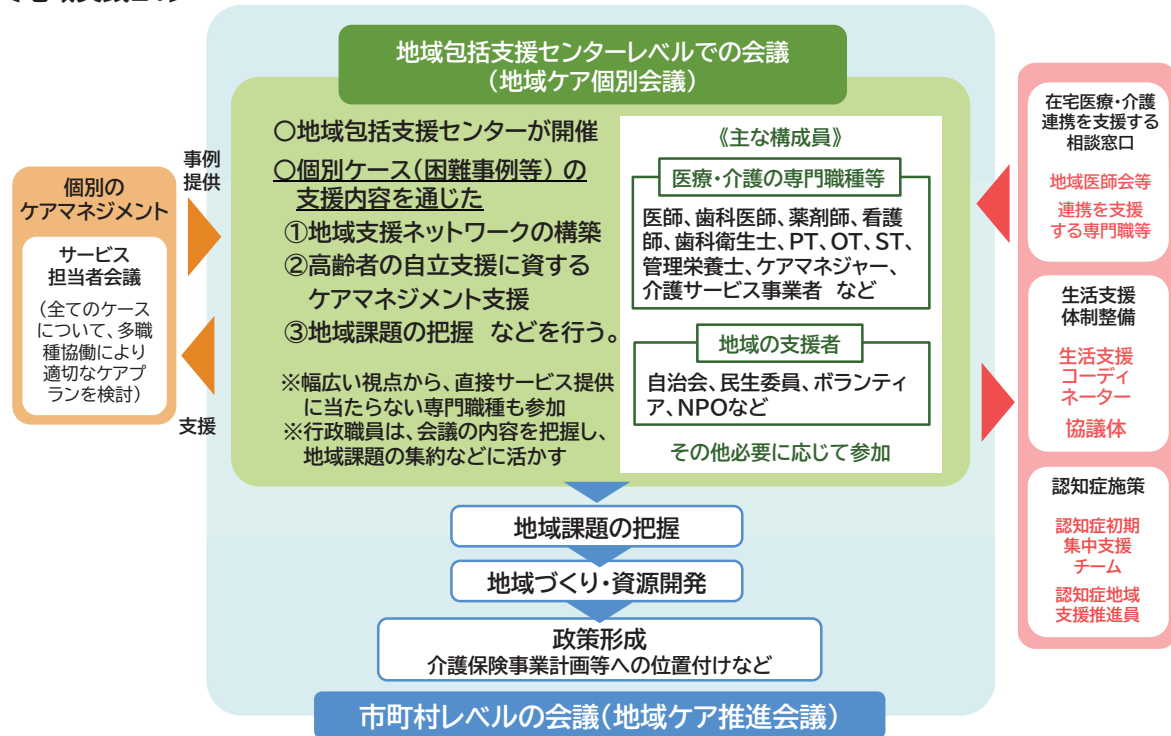 地域包括支援センターレベルでの会議
(地域ケア個別会議)
事例
提供
個別の
ケアマネジメント
サービス
担当者会議
(全てのケース
について、多職
種協働により
適切なケアプ
ランを検討)
支援
○地域包括支援センターが開催
○個別ケース(困難事例等)の
支援内容を通じた
①地域支援ネットワークの構築
②高齢者の自立支援に資する
ケアマネジメント支援
③地域課題の把握 などを行う。
※幅広い視点から、直接サービス提供
に当たらない専門職種も参加
※行政職員は、会議の内容を把握し、
地域課題の集約などに活かす
《主な構成員》
医療・介護の専門職種等
医師、歯科医師、薬剤師、看護
師、歯科衛生士、PT、OT、ST、
管理栄養士、ケアマネジャー、
介護サービス事業者 など
地域の支援者
自治会、民生委員、ボランティ
ア、NPOなど
その他必要に応じて参加
在宅医療・介護
連携を支援する
相談窓口
地域医師会等
連携を支援
する専門職等
生活支援
体制整備
生活支援
コーディ
ネーター
協議体
認知症施策
認知症初期
集中支援
チーム
認知症地域
支援推進員
地域課題の把握
地域づくり・資源開発
政策形成
介護保険事業計画等への位置付けなど
市町村レベルの会議(地域ケア推進会議)